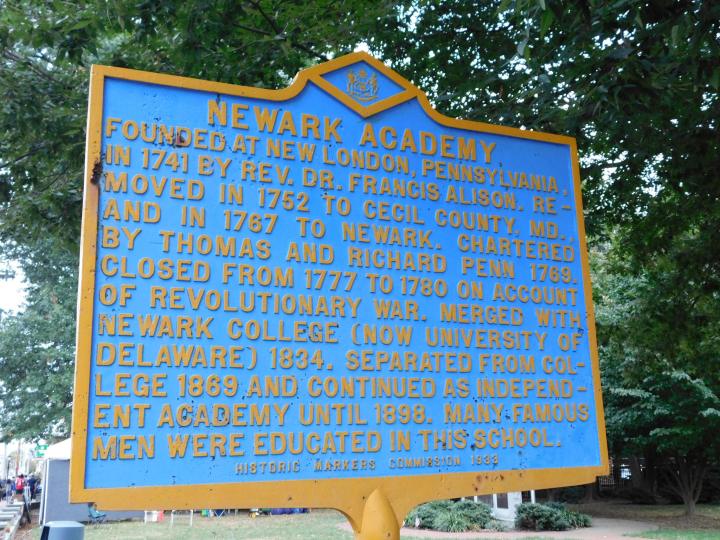 NEWARK ACADEMY
FOUNDED AT NEW LONDON, PENNSYLVANIA,
IN 1741 BY REV. DR. FRANCIS ALISON. RE-
MOVED IN 1752 TO CECIL COUNTY, MD.,
AND IN 1767 TO NEWARK. CHARTERED
BY THOMAS AND RICHARD PENN 1769.
CLOSED FROM 1777 TO 1780 ON ACCOUNT
OF REVOLUTIONARY WAR. MERGED WITH
NEWARK COLLEGE (NOW UNIVERSITY OF
DELAWARE) 1834. SEPARATED FROM COL-
LEGE 1869 AND CONTINUED AS INDEPEND-
ENT ACADEMY UNTIL 1898. MANY FAMOUS
MEN WERE EDUCATED IN THIS SCHOOL.
HISTORIC MARKERS COMMISSION 1933